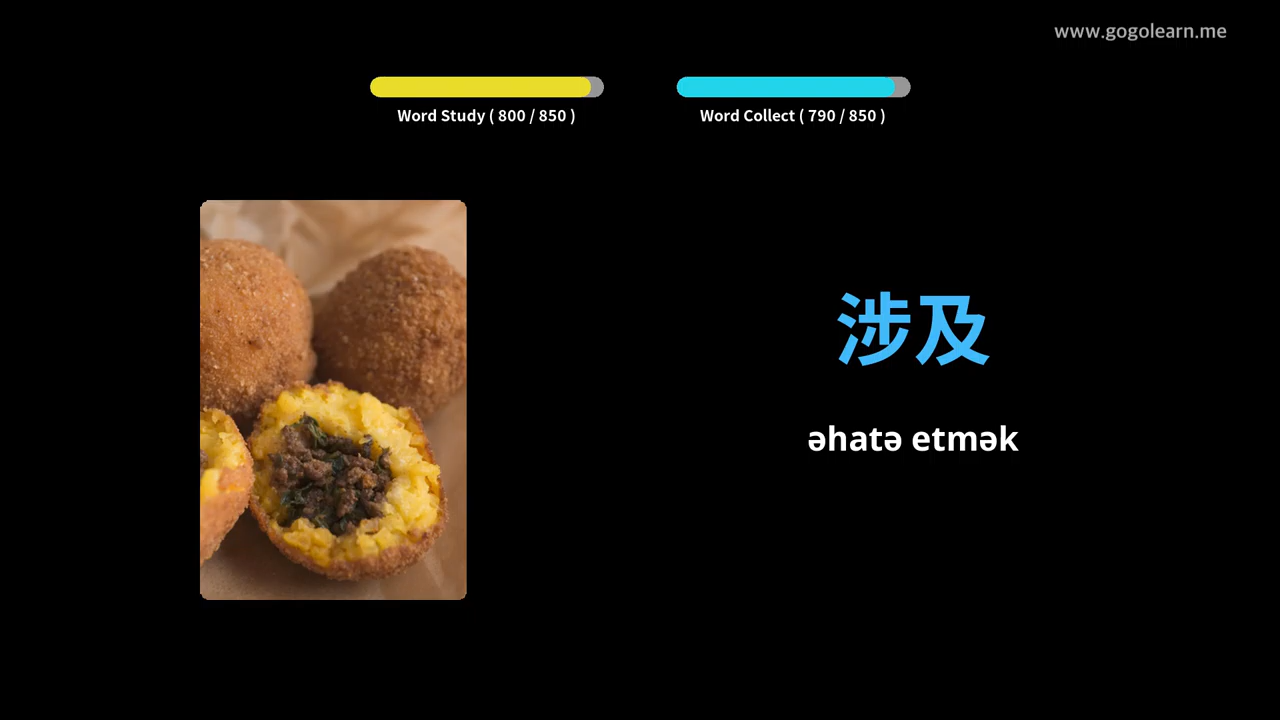 www.gogolearn.me
Word Study ( 800 / 850 )
Word Collect ( 790 / 850 )
涉及
əhatə etmək